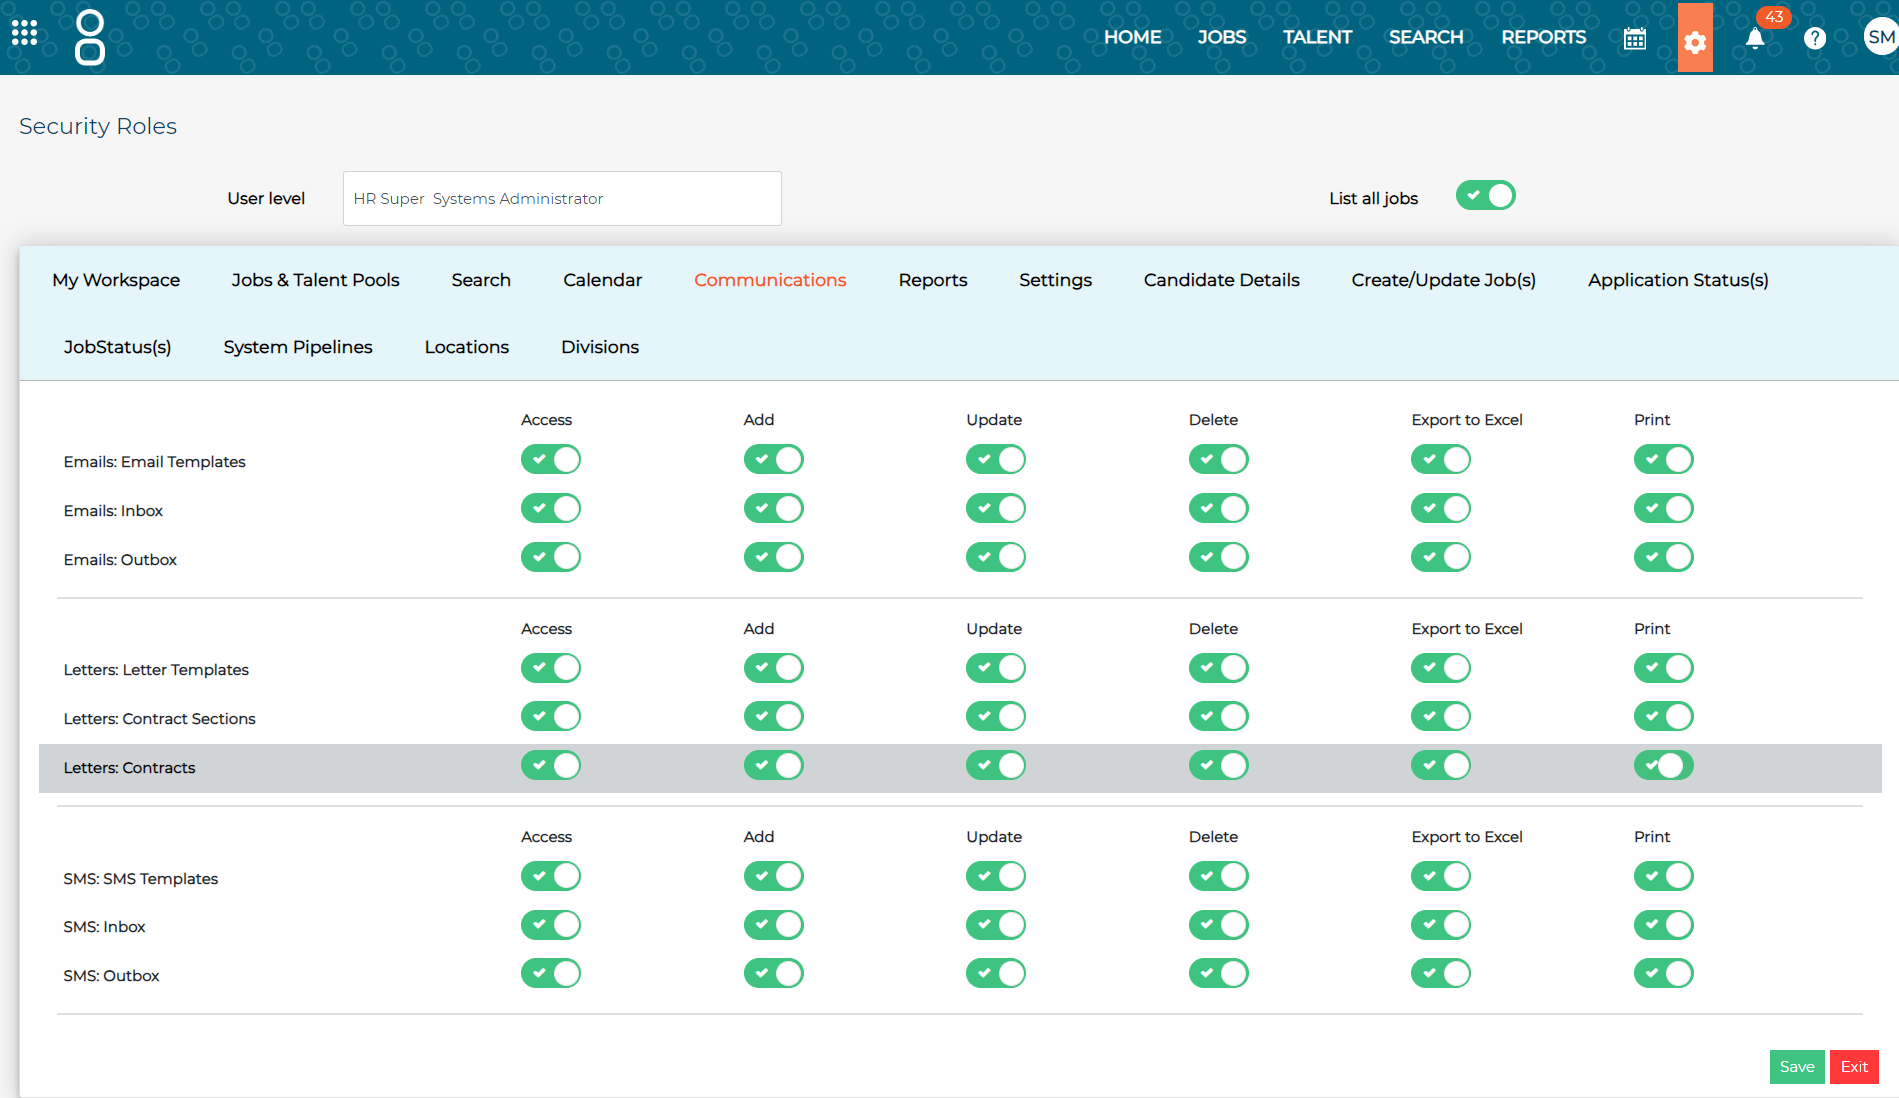 HOME JOBS TALENT SEARCH REPORTS 43 ? SM
Security Roles
User level HR Super  Systems Administrator List all jobs
My Workspace Jobs & Talent Pools Search Calendar Communications Reports Settings Candidate Details Create/Update Job(s) Application Status(s)
JobStatus(s) System Pipelines Locations Divisions
Access Add Update Delete Export to Excel Print
Emails: Email Templates
Emails: Inbox
Emails: Outbox
Access Add Update Delete Export to Excel Print
Letters: Letter Templates
Letters: Contract Sections
Letters: Contracts
Access Add Update Delete Export to Excel Print
SMS: SMS Templates
SMS: Inbox
SMS: Outbox
Save Exit